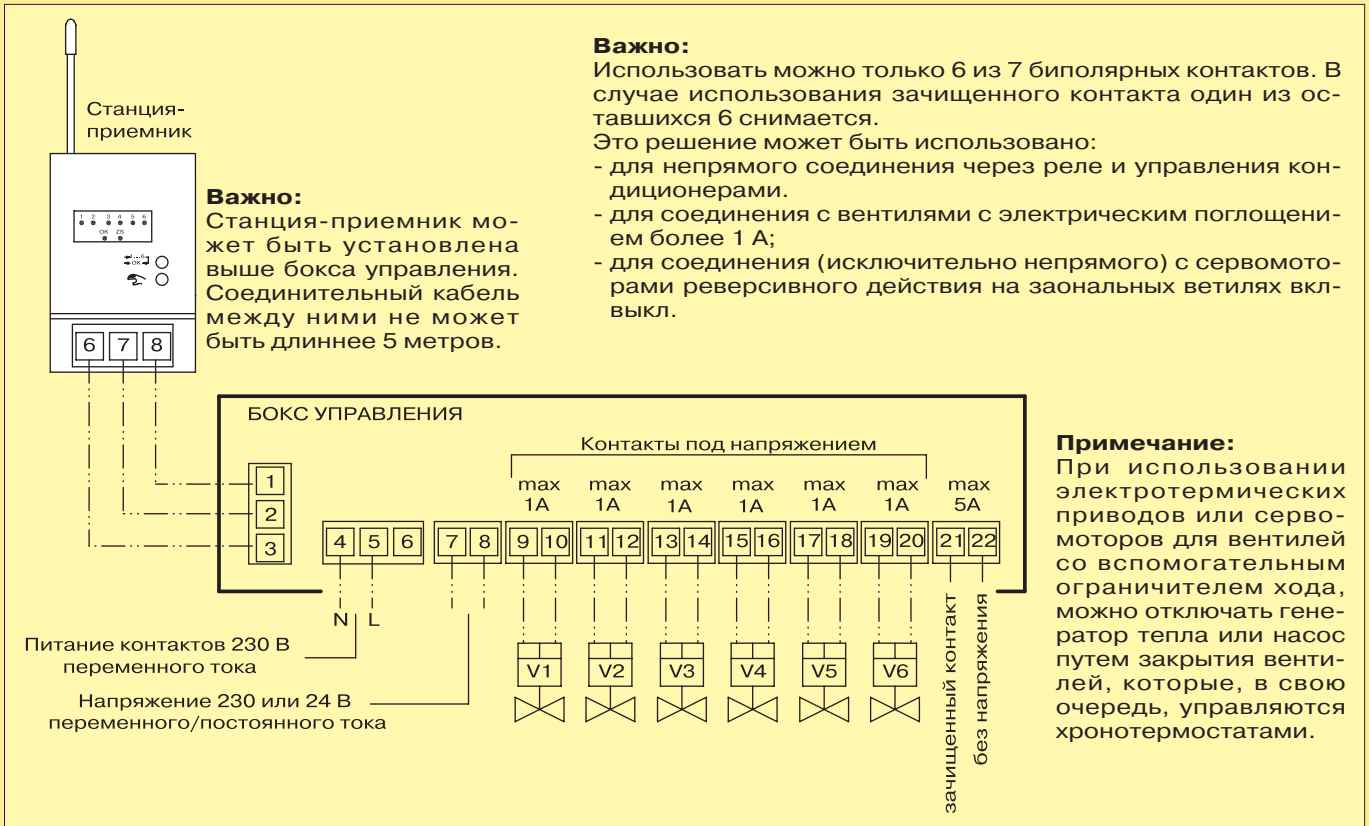 Станция-
приемник
Важно:
Использовать можно только 6 из 7 биполярных контактов. В
случае использования зачищенного контакта один из ос-
тавшихся 6 снимается.
Это решение может быть использовано:
- для непрямого соединения через реле и управления кон-
диционерами.
- для соединения с вентилями с электрическим поглощени-
ем более 1 А;
- для соединения (исключительно непрямого) с сервомото-
рами реверсивного действия на заональных ветилях вкл-
выкл.
1 2 3 4 5 6
OK ZS
1...6
OK
Важно:
Станция-приемник мо-
жет быть установлена
выше бокса управления.
Соединительный кабель
между ними не может
быть длиннее 5 метров.
6 7 8
БОКС УПРАВЛЕНИЯ
Контакты под напряжением
max max max max max max max
1A 1A 1A 1A 1A 1A 5A
1
2
3
4 5 6 7 8 9 10 11 12 13 14 15 16 17 18 19 20 21 22
N L
Питание контактов 230 В
переменного тока
Напряжение 230 или 24 В
переменного/постоянного тока
V1 V2 V3 V4 V5 V6
зачищенный контакт
без напряжения
Примечание:
При использовании
электротермических
приводов или серво-
моторов для вентилей
со вспомогательным
ограничителем хода,
можно отключать гене-
ратор тепла или насос
путем закрытия венти-
лей, которые, в свою
очередь, управляются
хронотермостатами.